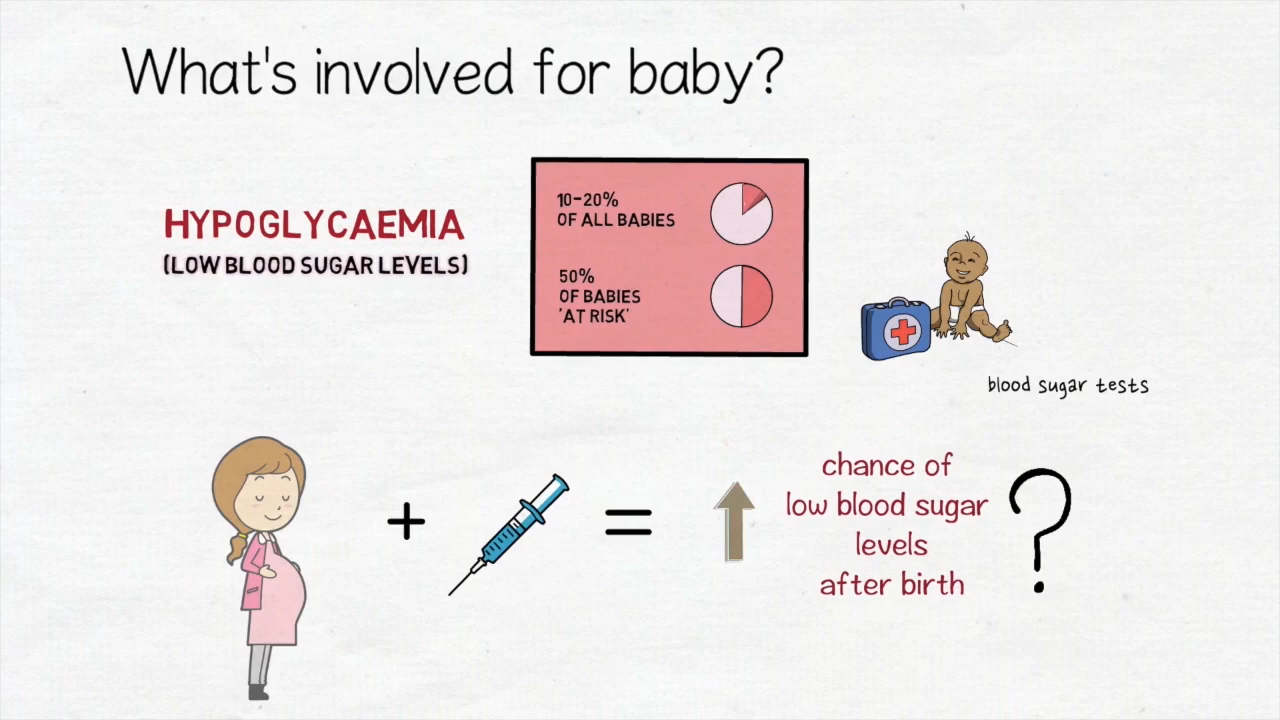 What's involved for baby?
HYPOGLYCAEMIA
(LOW BLOOD SUGAR LEVELS)
10-20%
OF ALL BABIES
50%
OF BABIES
'AT RISK'
blood sugar tests
+
=
chance of
low blood sugar
levels
after birth
?